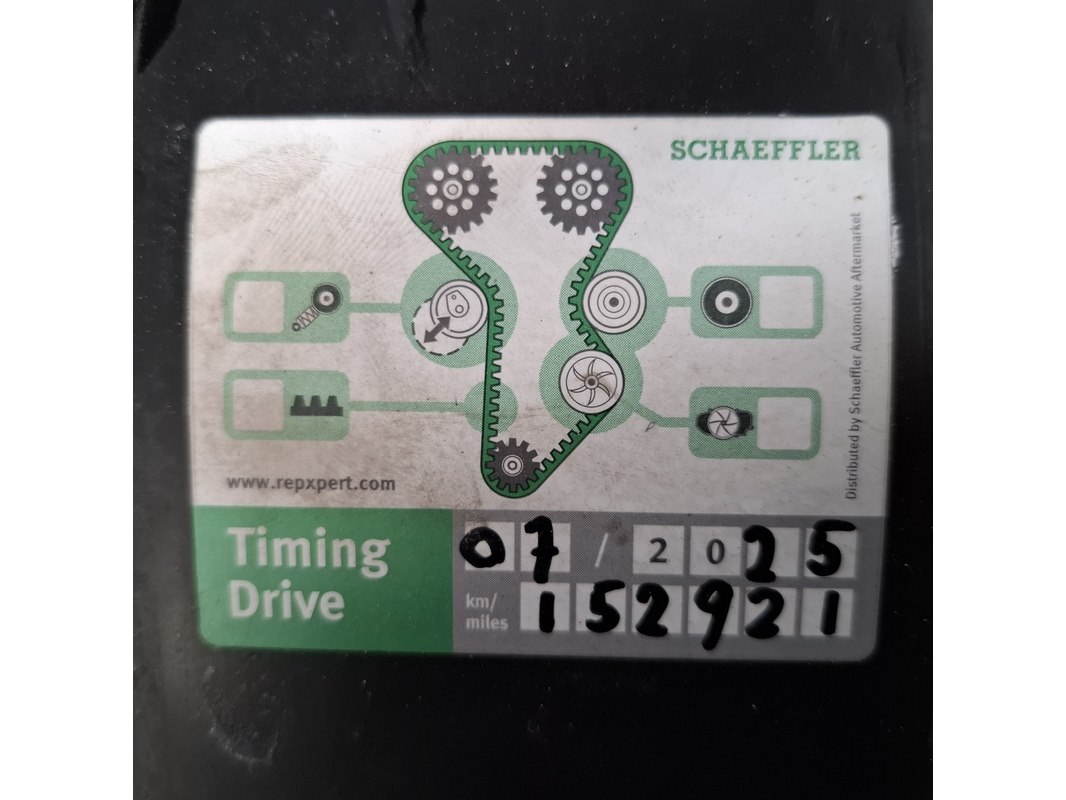 SCHAEFFLER
Distributed by Schaeffler Automotive Aftermarket
www.repxpert.com
Timing
Drive
07/2025
km/
miles
152921